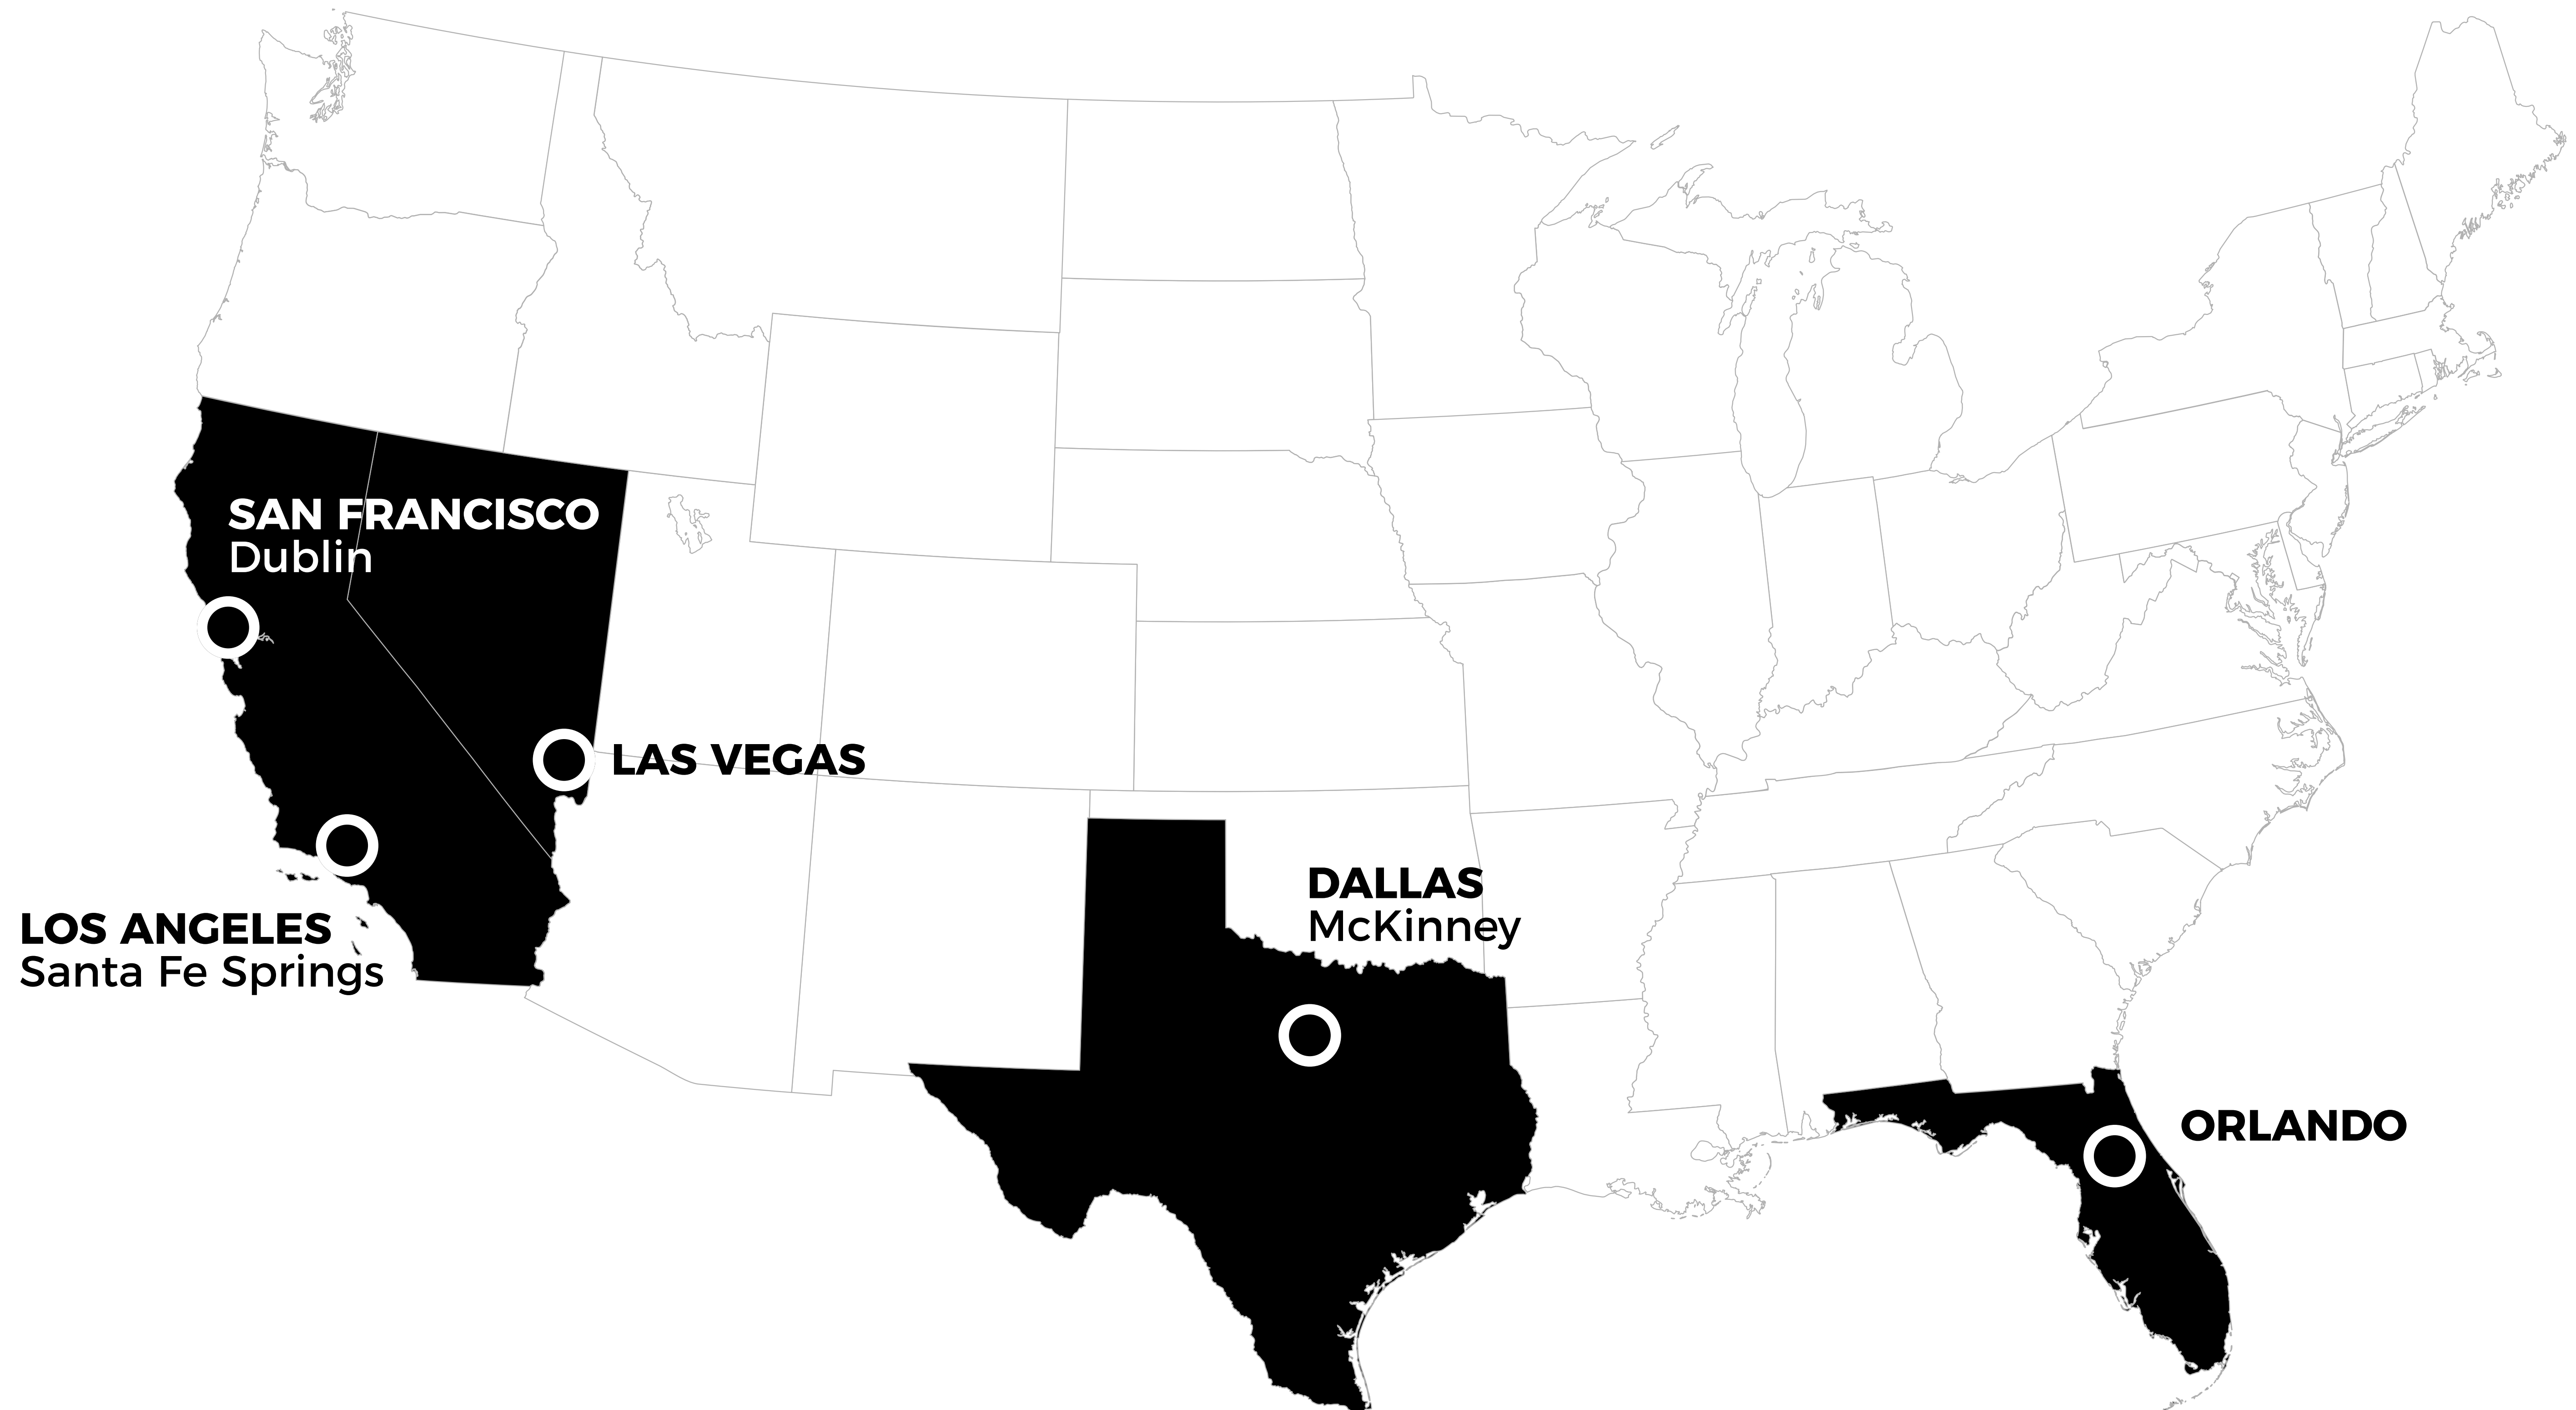 SAN FRANCISCO
Dublin
LAS VEGAS
LOS ANGELES
Santa Fe Springs
DALLAS
McKinney
ORLANDO